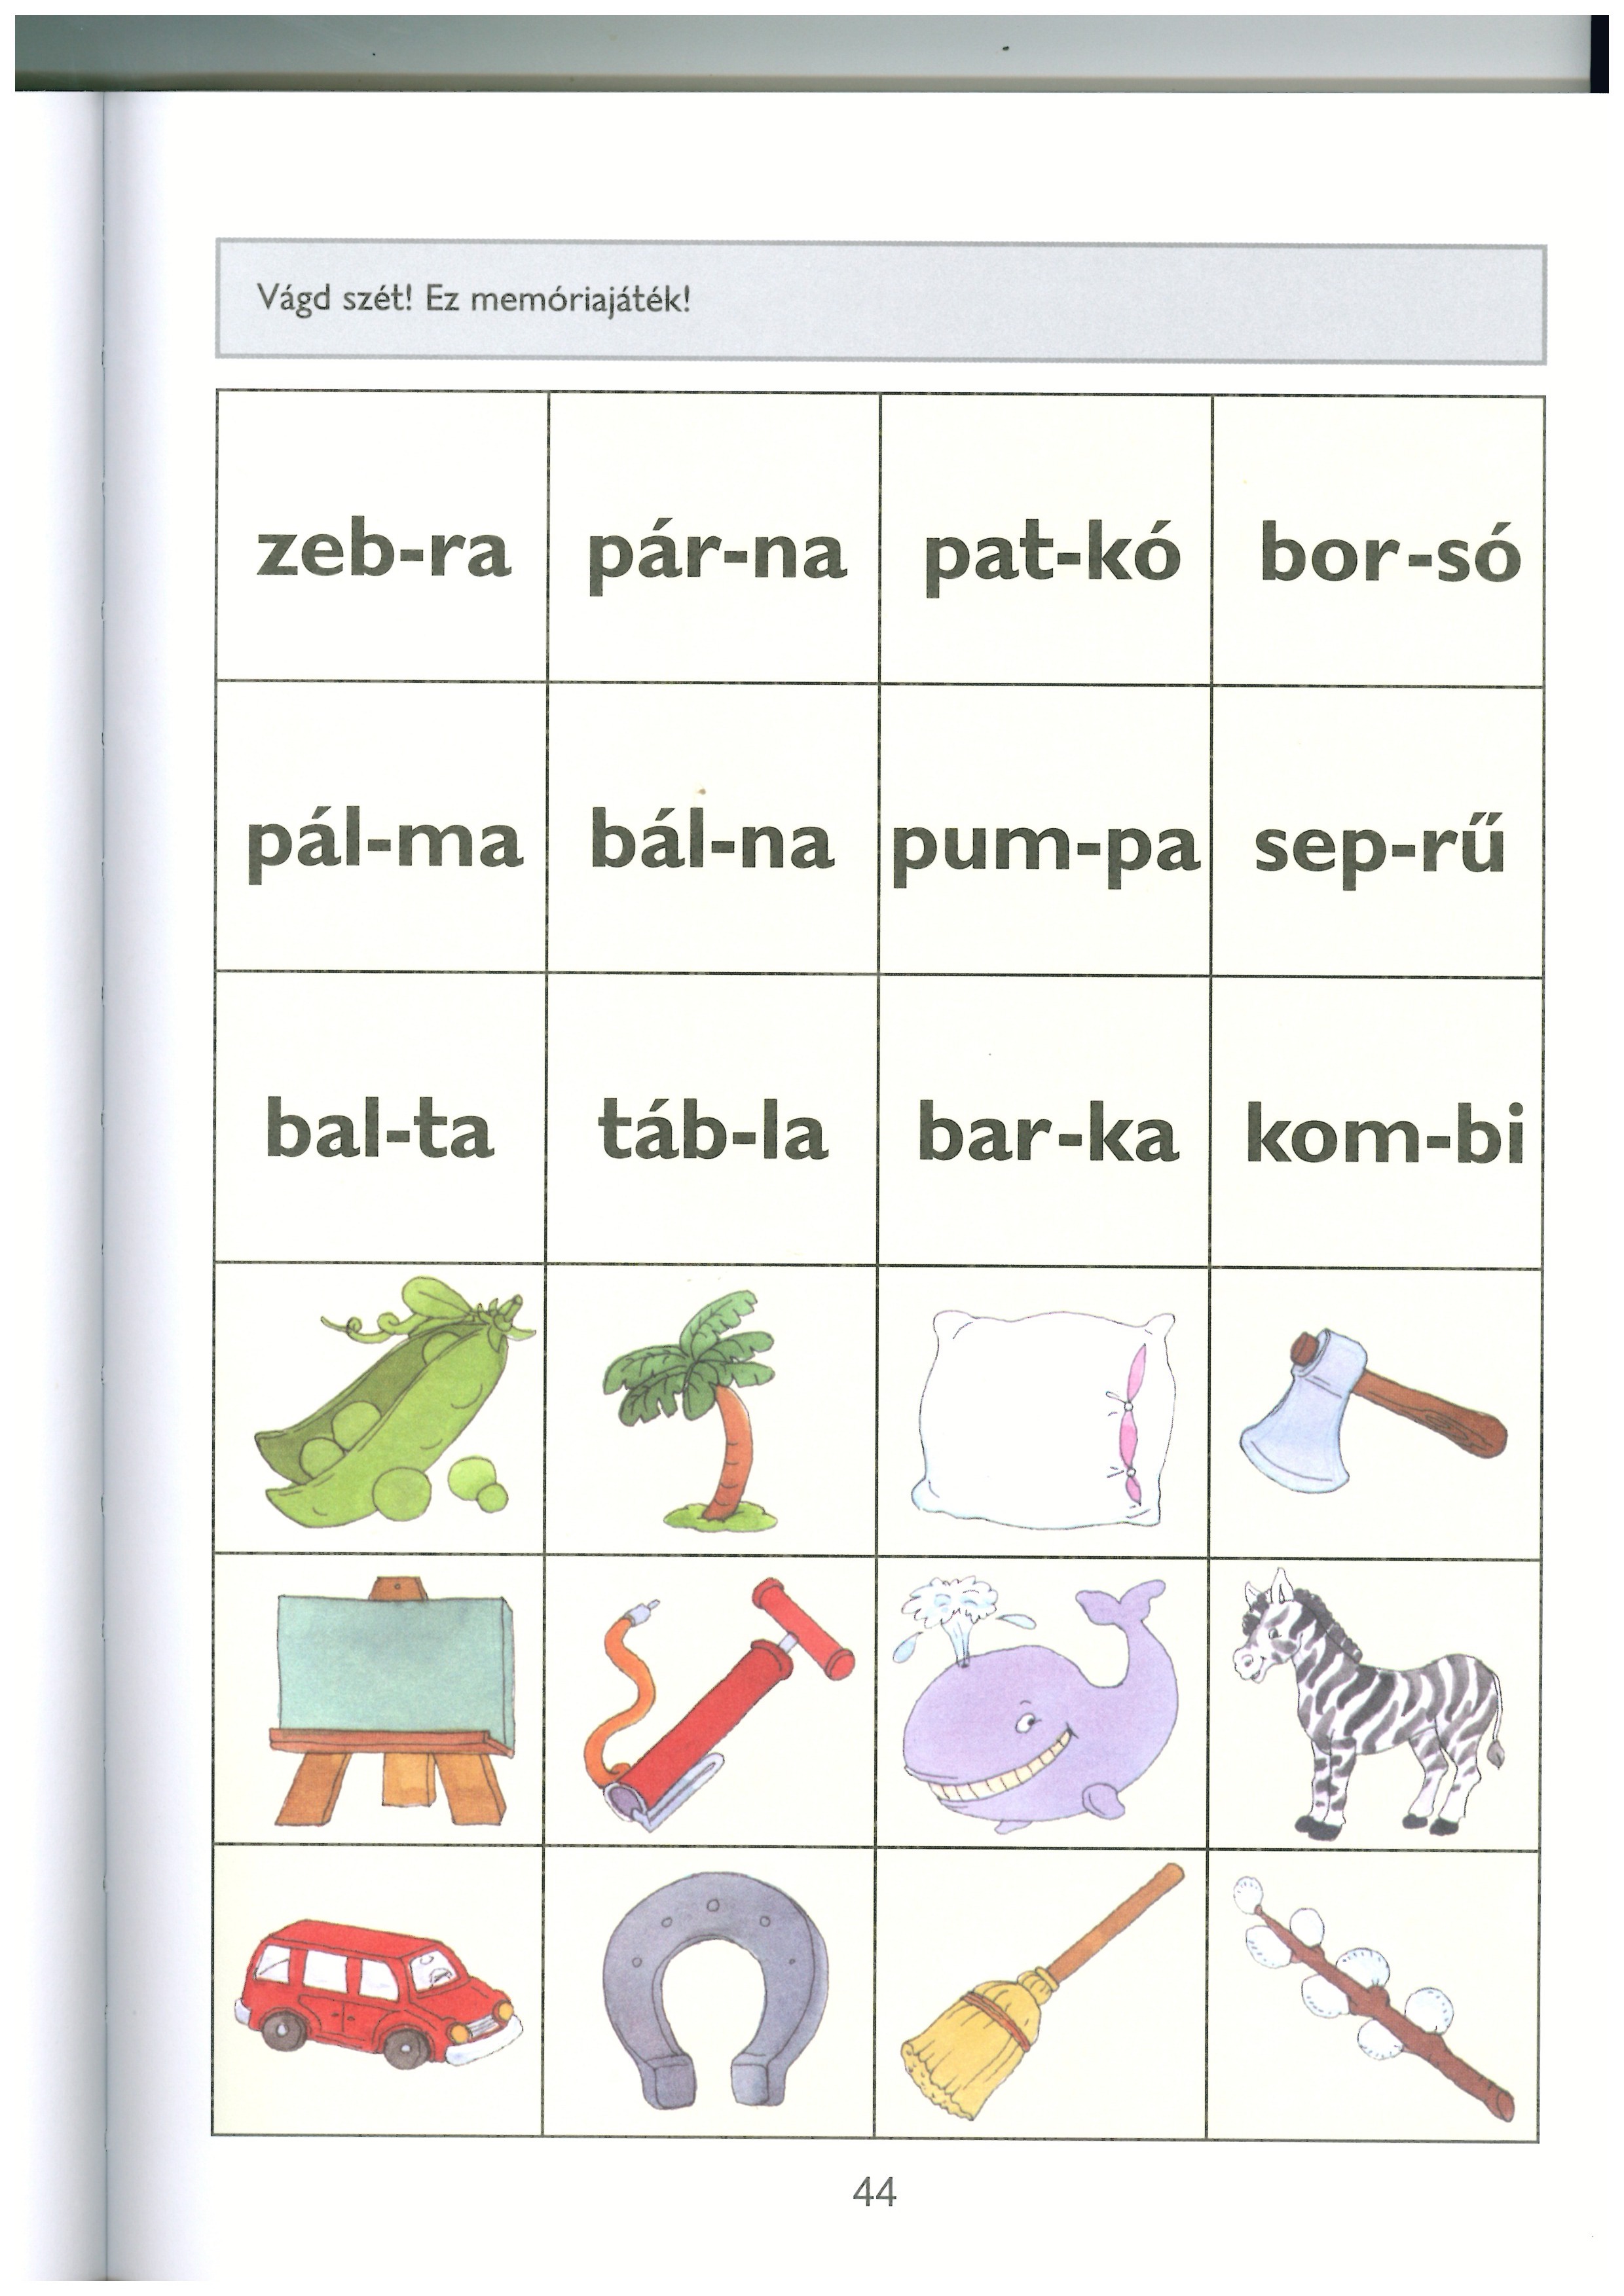 Vágd szét! Ez memóriajáték!
zeb-ra pár-na pat-kó bor-só
pál-ma bál-na pum-pa sep-rű
bal-ta táb-la bar-ka kom-bi
44